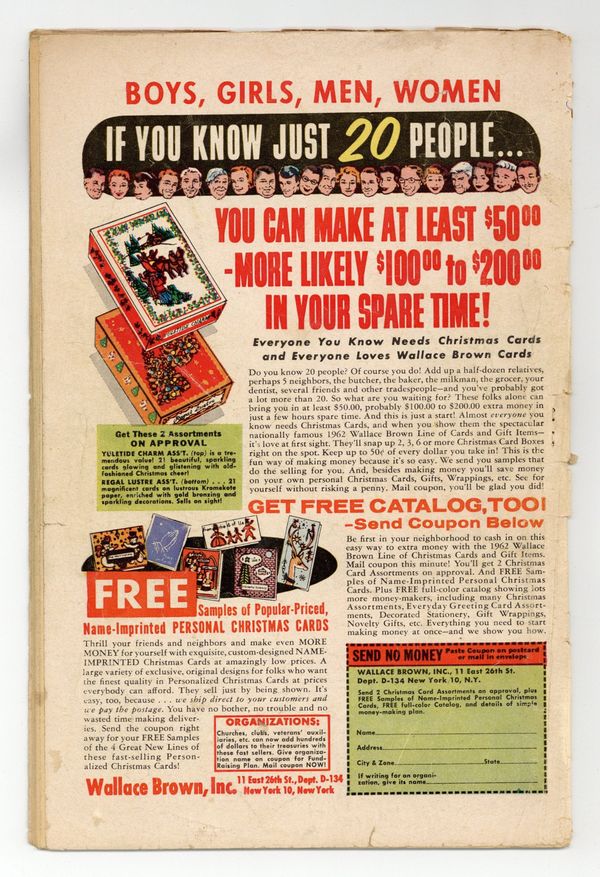 BOYS, GIRLS, MEN, WOMEN
IF YOU KNOW JUST 20 PEOPLE...
YOU CAN MAKE AT LEAST $50⁰⁰
-MORE LIKELY $100⁰⁰ to $200⁰⁰
IN YOUR SPARE TIME!
Everyone You Know Needs Christmas Cards
and Everyone Loves Wallace Brown Cards
YULETIDE CHARM
Do you know 20 people? Of course you do! Add up a half-dozen relatives,
perhaps 5 neighbors, the butcher, the baker, the milkman, the grocer, your
dentist, several friends and other tradespeople—and you've probably got
a lot more than 20. So what are you waiting for? These folks alone can
bring you in at least $50.00, probably $100.00 to $200.00 extra money in
just a few hours spare time. And this is just a start! Almost everyone you
know needs Christmas Cards, and when you show them the spectacular
nationally famous 1962 Wallace Brown Line of Cards and Gift Items—
it's love at first sight. They'll snap up 2, 3, 6 or more Christmas Card Boxes
right on the spot. Keep up to 50¢ of every dollar you take in! This is the
fun way of making money because it's so easy. We send you samples that
do the selling for you. And, besides making money you'll save money
on your own personal Christmas Cards, Gifts, Wrappings, etc. See for
yourself without risking a penny. Mail coupon, you'll be glad you did!
Get These 2 Assortments
ON APPROVAL
YULETIDE CHARM ASS'T. (top) is a tre-
mendous value! 21 beautiful, sparkling
cards glowing and glistening with old-
fashioned Christmas cheer!
REGAL LUSTRE ASS'T. (bottom) . . . 21
magnificent cards on lustrous Kromekote
paper, enriched with gold bronzing and
sparkling decorations. Sells on sight!
GET FREE CATALOG, TOO!
–Send Coupon Below
Be first in your neighborhood to cash in on this
easy way to extra money with the 1962 Wallace
Brown Line of Christmas Cards and Gift Items.
Mail coupon this minute! You'll get 2 Christmas
Card Assortments on approval. And FREE Sam-
ples of Name-Imprinted Personal Christmas
Cards. Plus FREE full-color catalog showing lots
more money-makers, including many Christmas
Assortments, Everyday Greeting Card Assort-
ments, Decorated Stationery, Gift Wrappings,
Novelty Gifts, etc. Everything you need to start
making money at once—and we show you how.
FREE
Samples of Popular-Priced,
Name-Imprinted PERSONAL CHRISTMAS CARDS
Thrill your friends and neighbors and make even MORE
MONEY for yourself with exquisite, custom-designed NAME-
IMPRINTED Christmas Cards at amazingly low prices. A
large variety of exclusive, original designs for folks who want
the finest quality in Personalized Christmas Cards at prices
everybody can afford. They sell just by being shown. It's
easy, too, because . . . we ship direct to your customers and
we pay the postage. You have no bother, no trouble and no
wasted time making deliver-
ies. Send the coupon right
away for your FREE Samples
of the 4 Great New Lines of
these fast-selling Person-
alized Christmas Cards!
ORGANIZATIONS:
Churches, clubs, veterans' auxil-
iaries, etc. can now add hundreds
of dollars to their treasuries with
these fast sellers. Give organiza-
tion name on coupon for Fund-
Raising Plan. Mail coupon NOW!
Wallace Brown, Inc. 11 East 26th St., Dept. D-134
New York 10, New York
SEND NO MONEY Paste Coupon on postcard
or mail in envelope
WALLACE BROWN, INC., 11 East 26th St.
Dept. D-134 New York 10, N.Y.
Send 2 Christmas Card Assortments on approval, plus
FREE Samples of Name-Imprinted Personal Christmas
Cards, FREE full-color Catalog, and details of simple
money-making plan.
Name
Address
City & Zone State
If writing for an organi-
zation, give its name